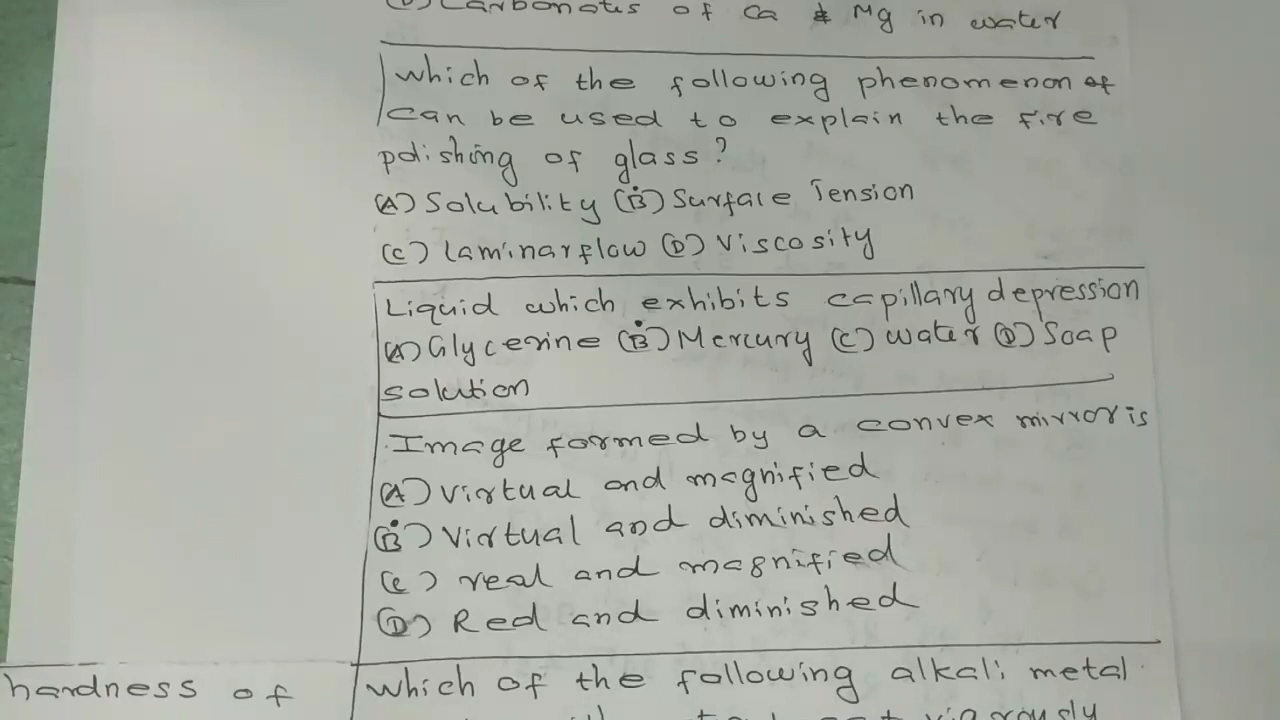 (D) Carbonates of Ca & Mg in water
Which of the following phenomenon of
can be used to explain the fire
polishing of glass?
(A) Solubility (B) Surface Tension
(C) Laminarflow (D) Viscosity
Liquid which exhibits capillary depression
(A) Glycerine (B) Mercury (C) water (D) Soap
solution
Image formed by a convex mirror is
(A) Virtual and magnified
(B) Virtual and diminished
(C) real and magnified
(D) Red and diminished
hardness of
which of the following alkali metal
vigrously